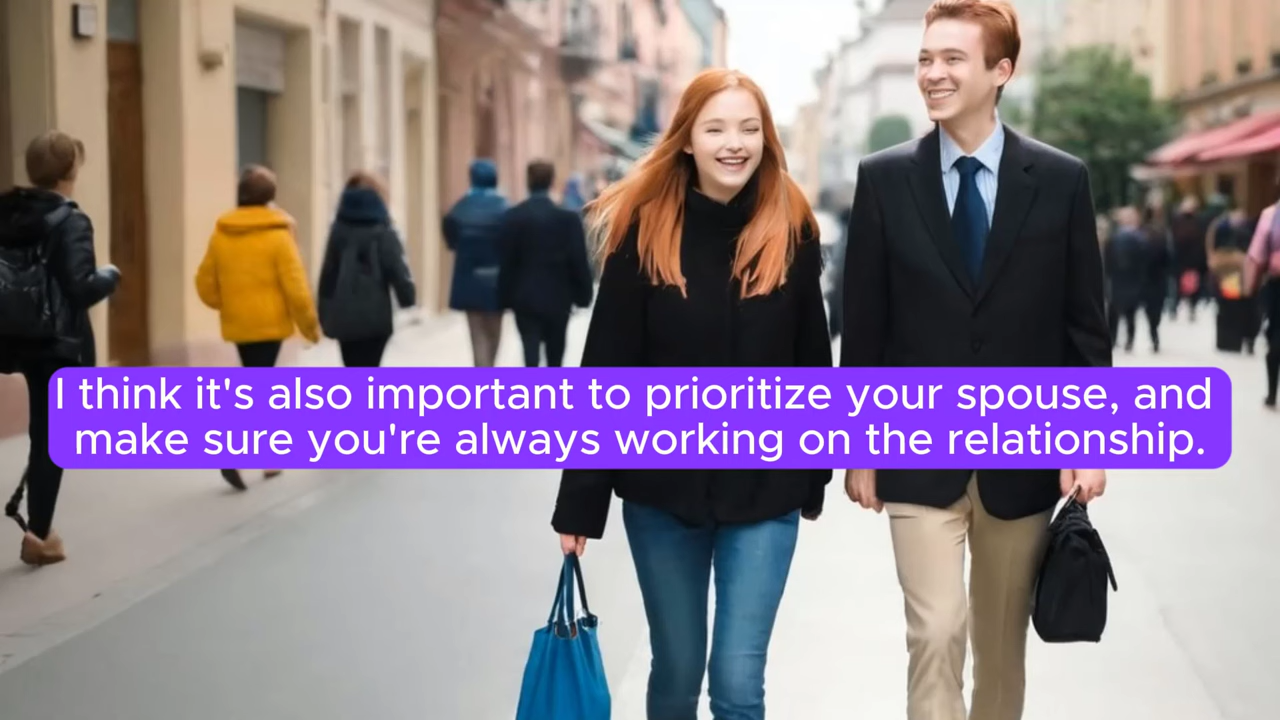 I think it's also important to prioritize your spouse, and
make sure you're always working on the relationship.